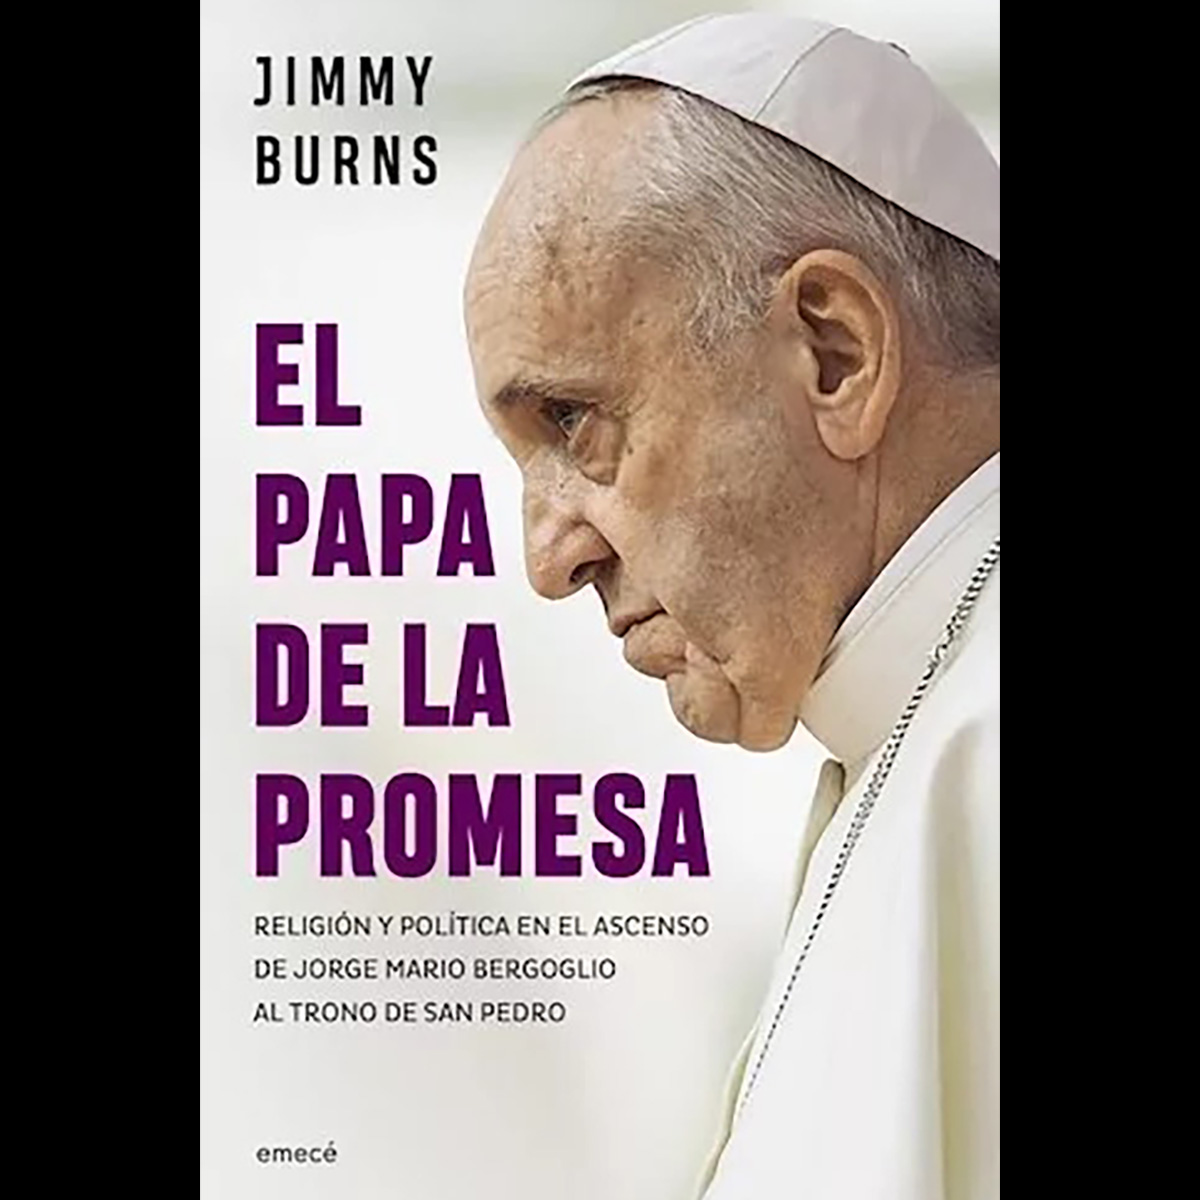 JIMMY
BURNS
EL
PAPA
DE LA
PROMESA
RELIGIÓN Y POLÍTICA EN EL ASCENSO
DE JORGE MARIO BERGOGLIO
AL TRONO DE SAN PEDRO
emecé